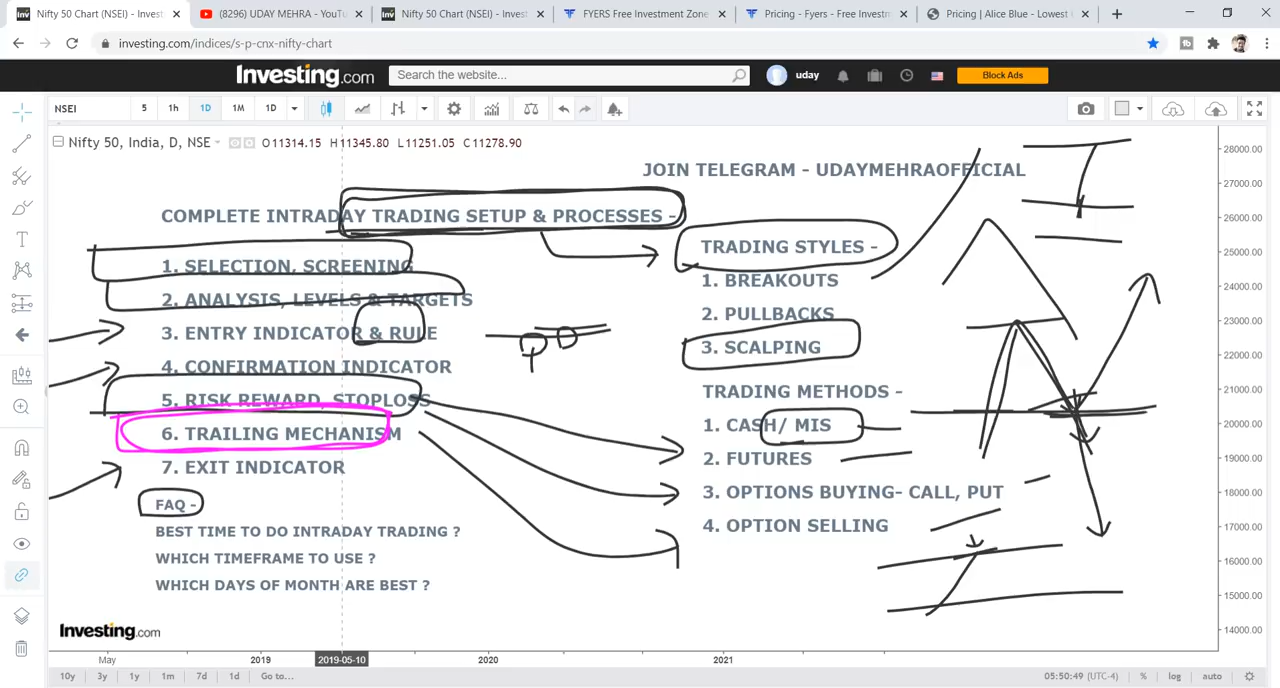 Nifty 50 Chart (NSEI) - Invest
(8296) UDAY MEHRA - YouTu
Nifty 50 Chart (NSEI) - Invest
FYERS Free Investment Zone
Pricing - Fyers - Free Investm
Pricing | Alice Blue - Lowest
investing.com/indices/s-p-cnx-nifty-chart
Investing.com
Search the website...
uday
Block Ads
NSEI
5
1h
1D
1M
1D
Nifty 50, India, D, NSE
O11314.15 H11345.80 L11251.05 C11278.90
JOIN TELEGRAM - UDAYMEHRAOFFICIAL
COMPLETE INTRADAY TRADING SETUP & PROCESSES -
1. SELECTION, SCREENING
2. ANALYSIS, LEVELS & TARGETS
3. ENTRY INDICATOR & RULE
4. CONFIRMATION INDICATOR
5. RISK REWARD, STOPLOSS
6. TRAILING MECHANISM
7. EXIT INDICATOR
FAQ -
BEST TIME TO DO INTRADAY TRADING ?
WHICH TIMEFRAME TO USE ?
WHICH DAYS OF MONTH ARE BEST ?
TRADING STYLES -
1. BREAKOUTS
2. PULLBACKS
3. SCALPING
TRADING METHODS -
1. CASH/ MIS
2. FUTURES
3. OPTIONS BUYING- CALL, PUT
4. OPTION SELLING
28000.00
27000.00
26000.00
25000.00
24000.00
23000.00
22000.00
21000.00
20000.00
19000.00
18000.00
17000.00
16000.00
15000.00
14000.00
Investing.com
May
2019
2019-05-10
2020
2021
10y 3y 1y 1m 7d 1d Go to...
05:50:49 (UTC-4) % log auto